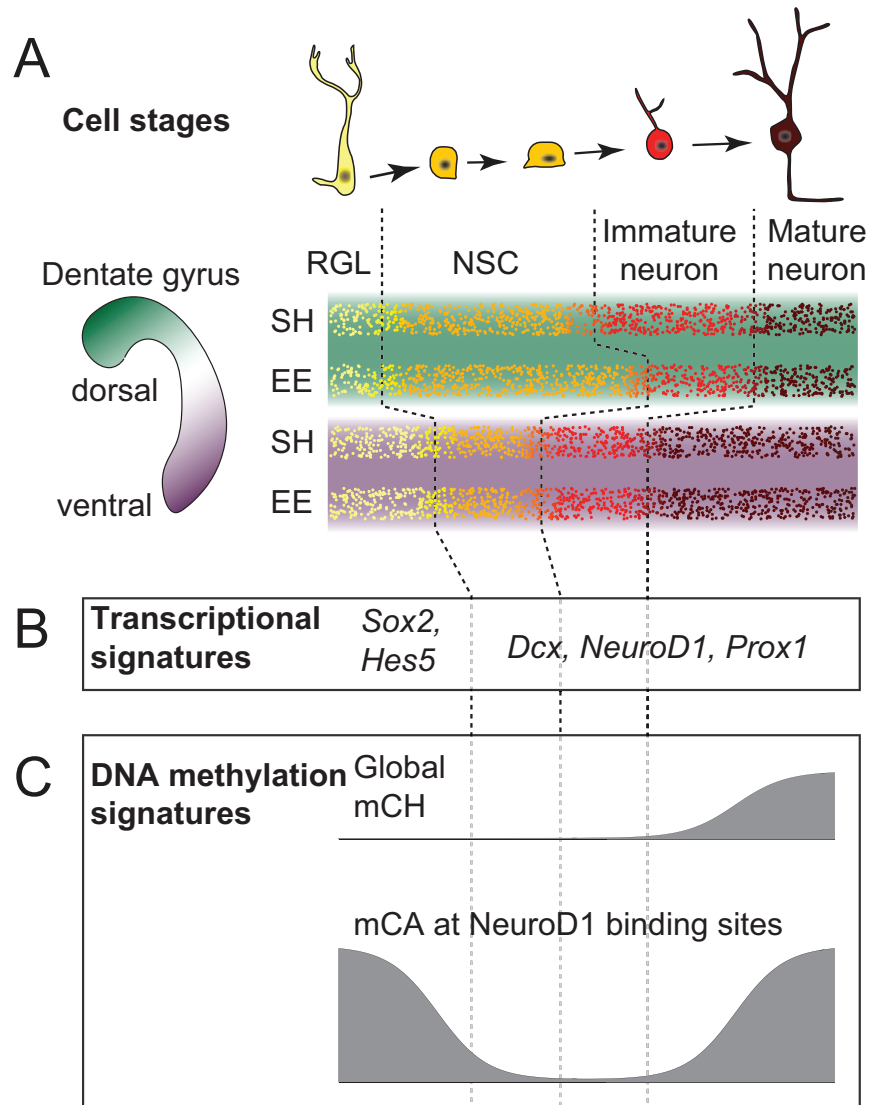 A
Cell stages
Dentate gyrus
dorsal
ventral
RGL
NSC
Immature
neuron
Mature
neuron
SH
EE
SH
EE
B
Transcriptional
signatures
Sox2,
Hes5
Dcx, NeuroD1, Prox1
C
DNA methylation
signatures
Global
mCH
mCA at NeuroD1 binding sites